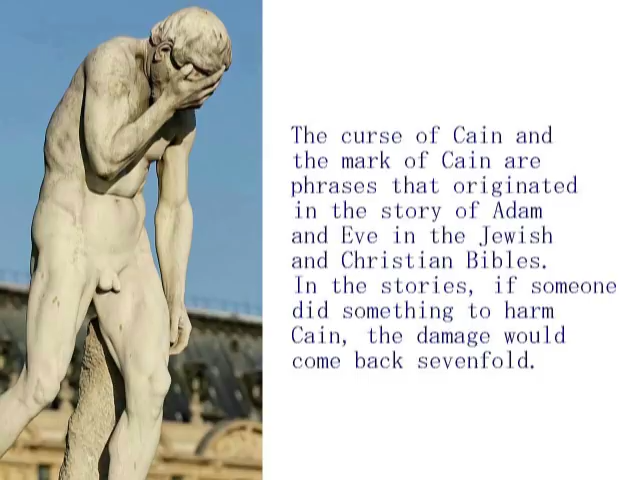 The curse of Cain and
the mark of Cain are
phrases that originated
in the story of Adam
and Eve in the Jewish
and Christian Bibles.
In the stories, if someone
did something to harm
Cain, the damage would
come back sevenfold.